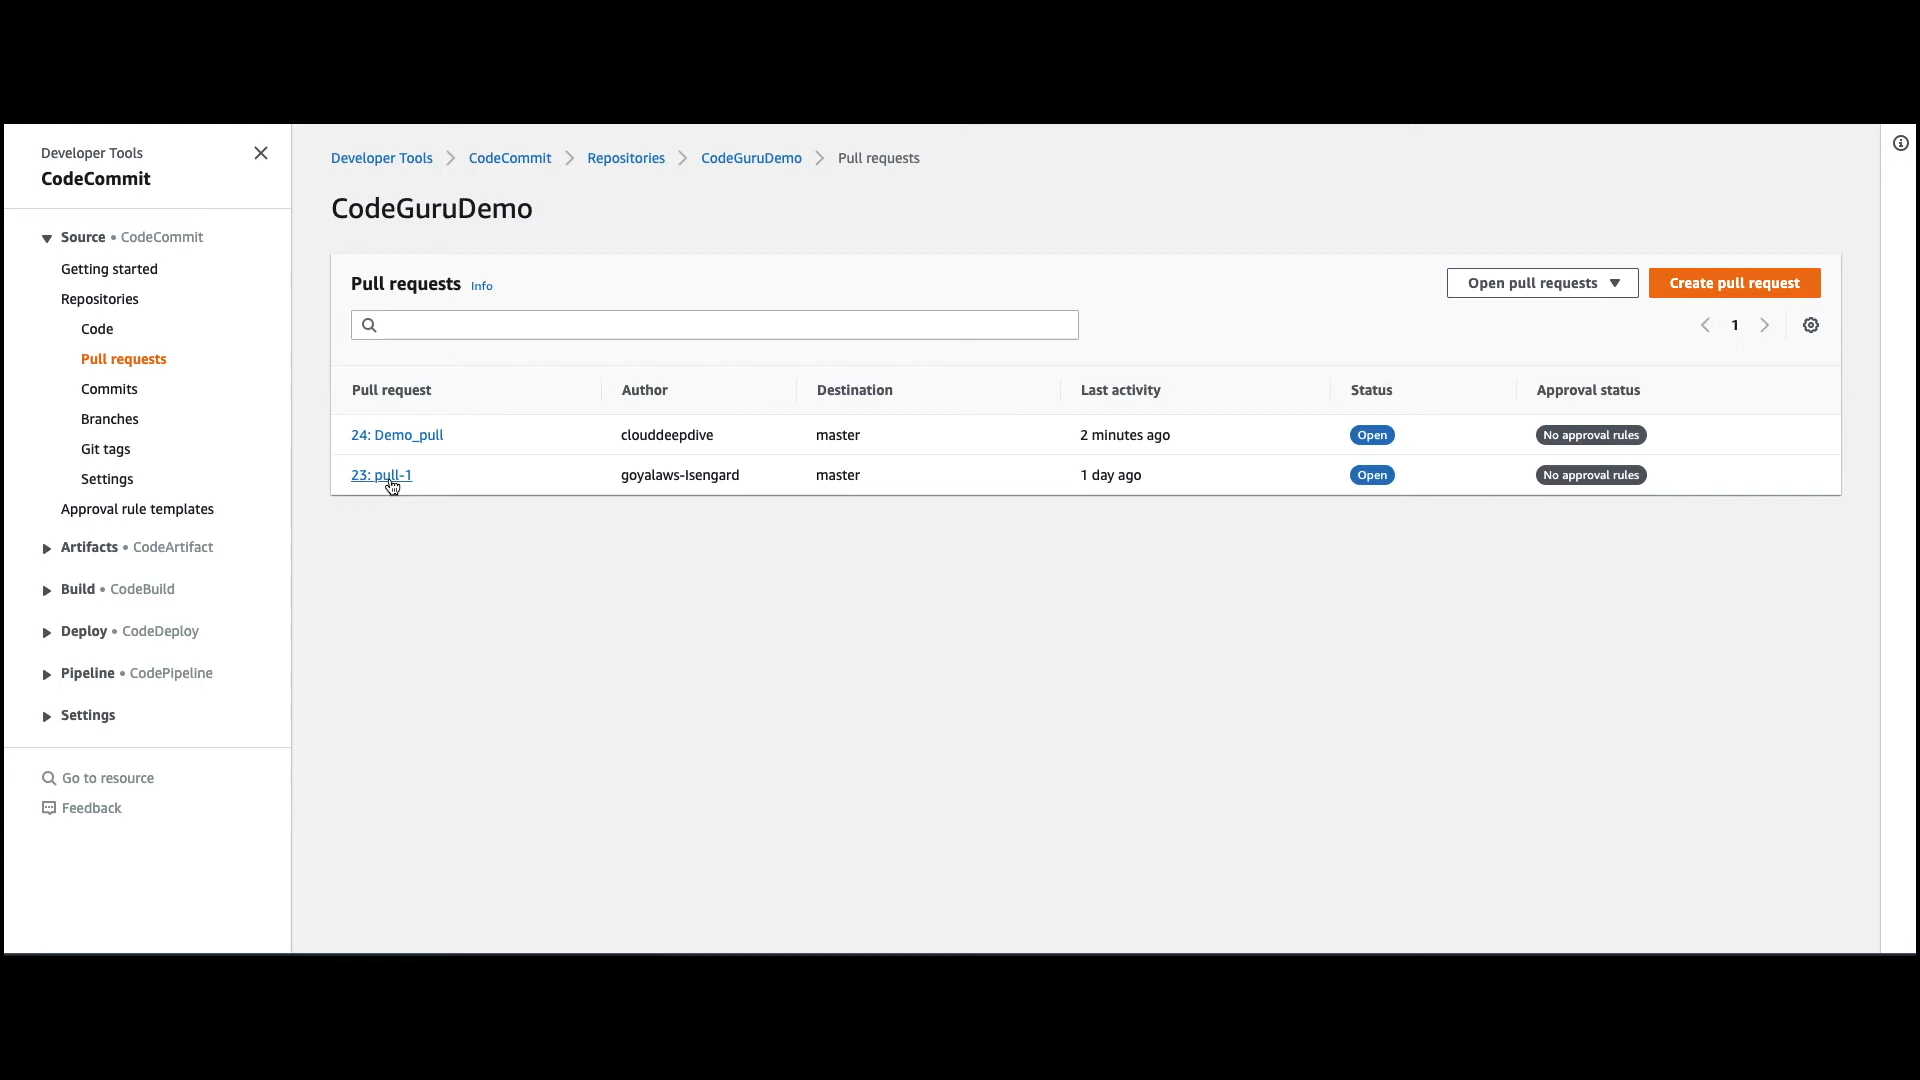 Developer Tools
CodeCommit
Source • CodeCommit
Getting started
Repositories
Code
Pull requests
Commits
Branches
Git tags
Settings
Approval rule templates
Artifacts • CodeArtifact
Build • CodeBuild
Deploy • CodeDeploy
Pipeline • CodePipeline
Settings
Go to resource
Feedback
Developer Tools > CodeCommit > Repositories > CodeGuruDemo > Pull requests
CodeGuruDemo
Pull requests Info
Open pull requests Create pull request
1
Pull request Author Destination Last activity Status Approval status
24: Demo_pull clouddeepdive master 2 minutes ago Open No approval rules
23: pull-1 goyalaws-Isengard master 1 day ago Open No approval rules